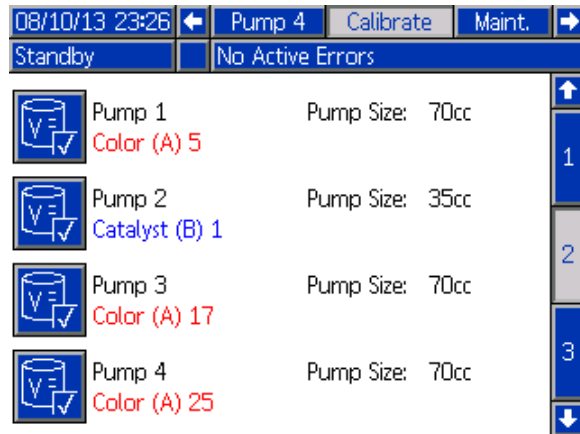 08/10/13 23:26 Pump 4 Calibrate Maint.
Standby No Active Errors
Pump 1 Pump Size: 70cc
Color (A) 5
1
Pump 2 Pump Size: 35cc
Catalyst (B) 1
2
Pump 3 Pump Size: 70cc
Color (A) 17
3
Pump 4 Pump Size: 70cc
Color (A) 25
V=
V=
V=
V=